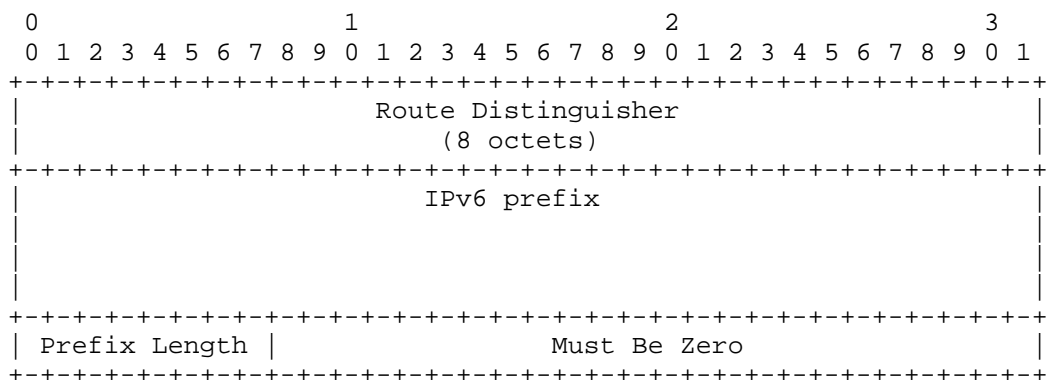 0                   1                   2                   3
 0 1 2 3 4 5 6 7 8 9 0 1 2 3 4 5 6 7 8 9 0 1 2 3 4 5 6 7 8 9 0 1
+-+-+-+-+-+-+-+-+-+-+-+-+-+-+-+-+-+-+-+-+-+-+-+-+-+-+-+-+-+-+-+-+
|                      Route Distinguisher                      |
|                          (8 octets)                           |
+-+-+-+-+-+-+-+-+-+-+-+-+-+-+-+-+-+-+-+-+-+-+-+-+-+-+-+-+-+-+-+-+
|                         IPv6 prefix                           |
|                                                               |
|                                                               |
|                                                               |
+-+-+-+-+-+-+-+-+-+-+-+-+-+-+-+-+-+-+-+-+-+-+-+-+-+-+-+-+-+-+-+-+
| Prefix Length |                 Must Be Zero                  |
+-+-+-+-+-+-+-+-+-+-+-+-+-+-+-+-+-+-+-+-+-+-+-+-+-+-+-+-+-+-+-+-+